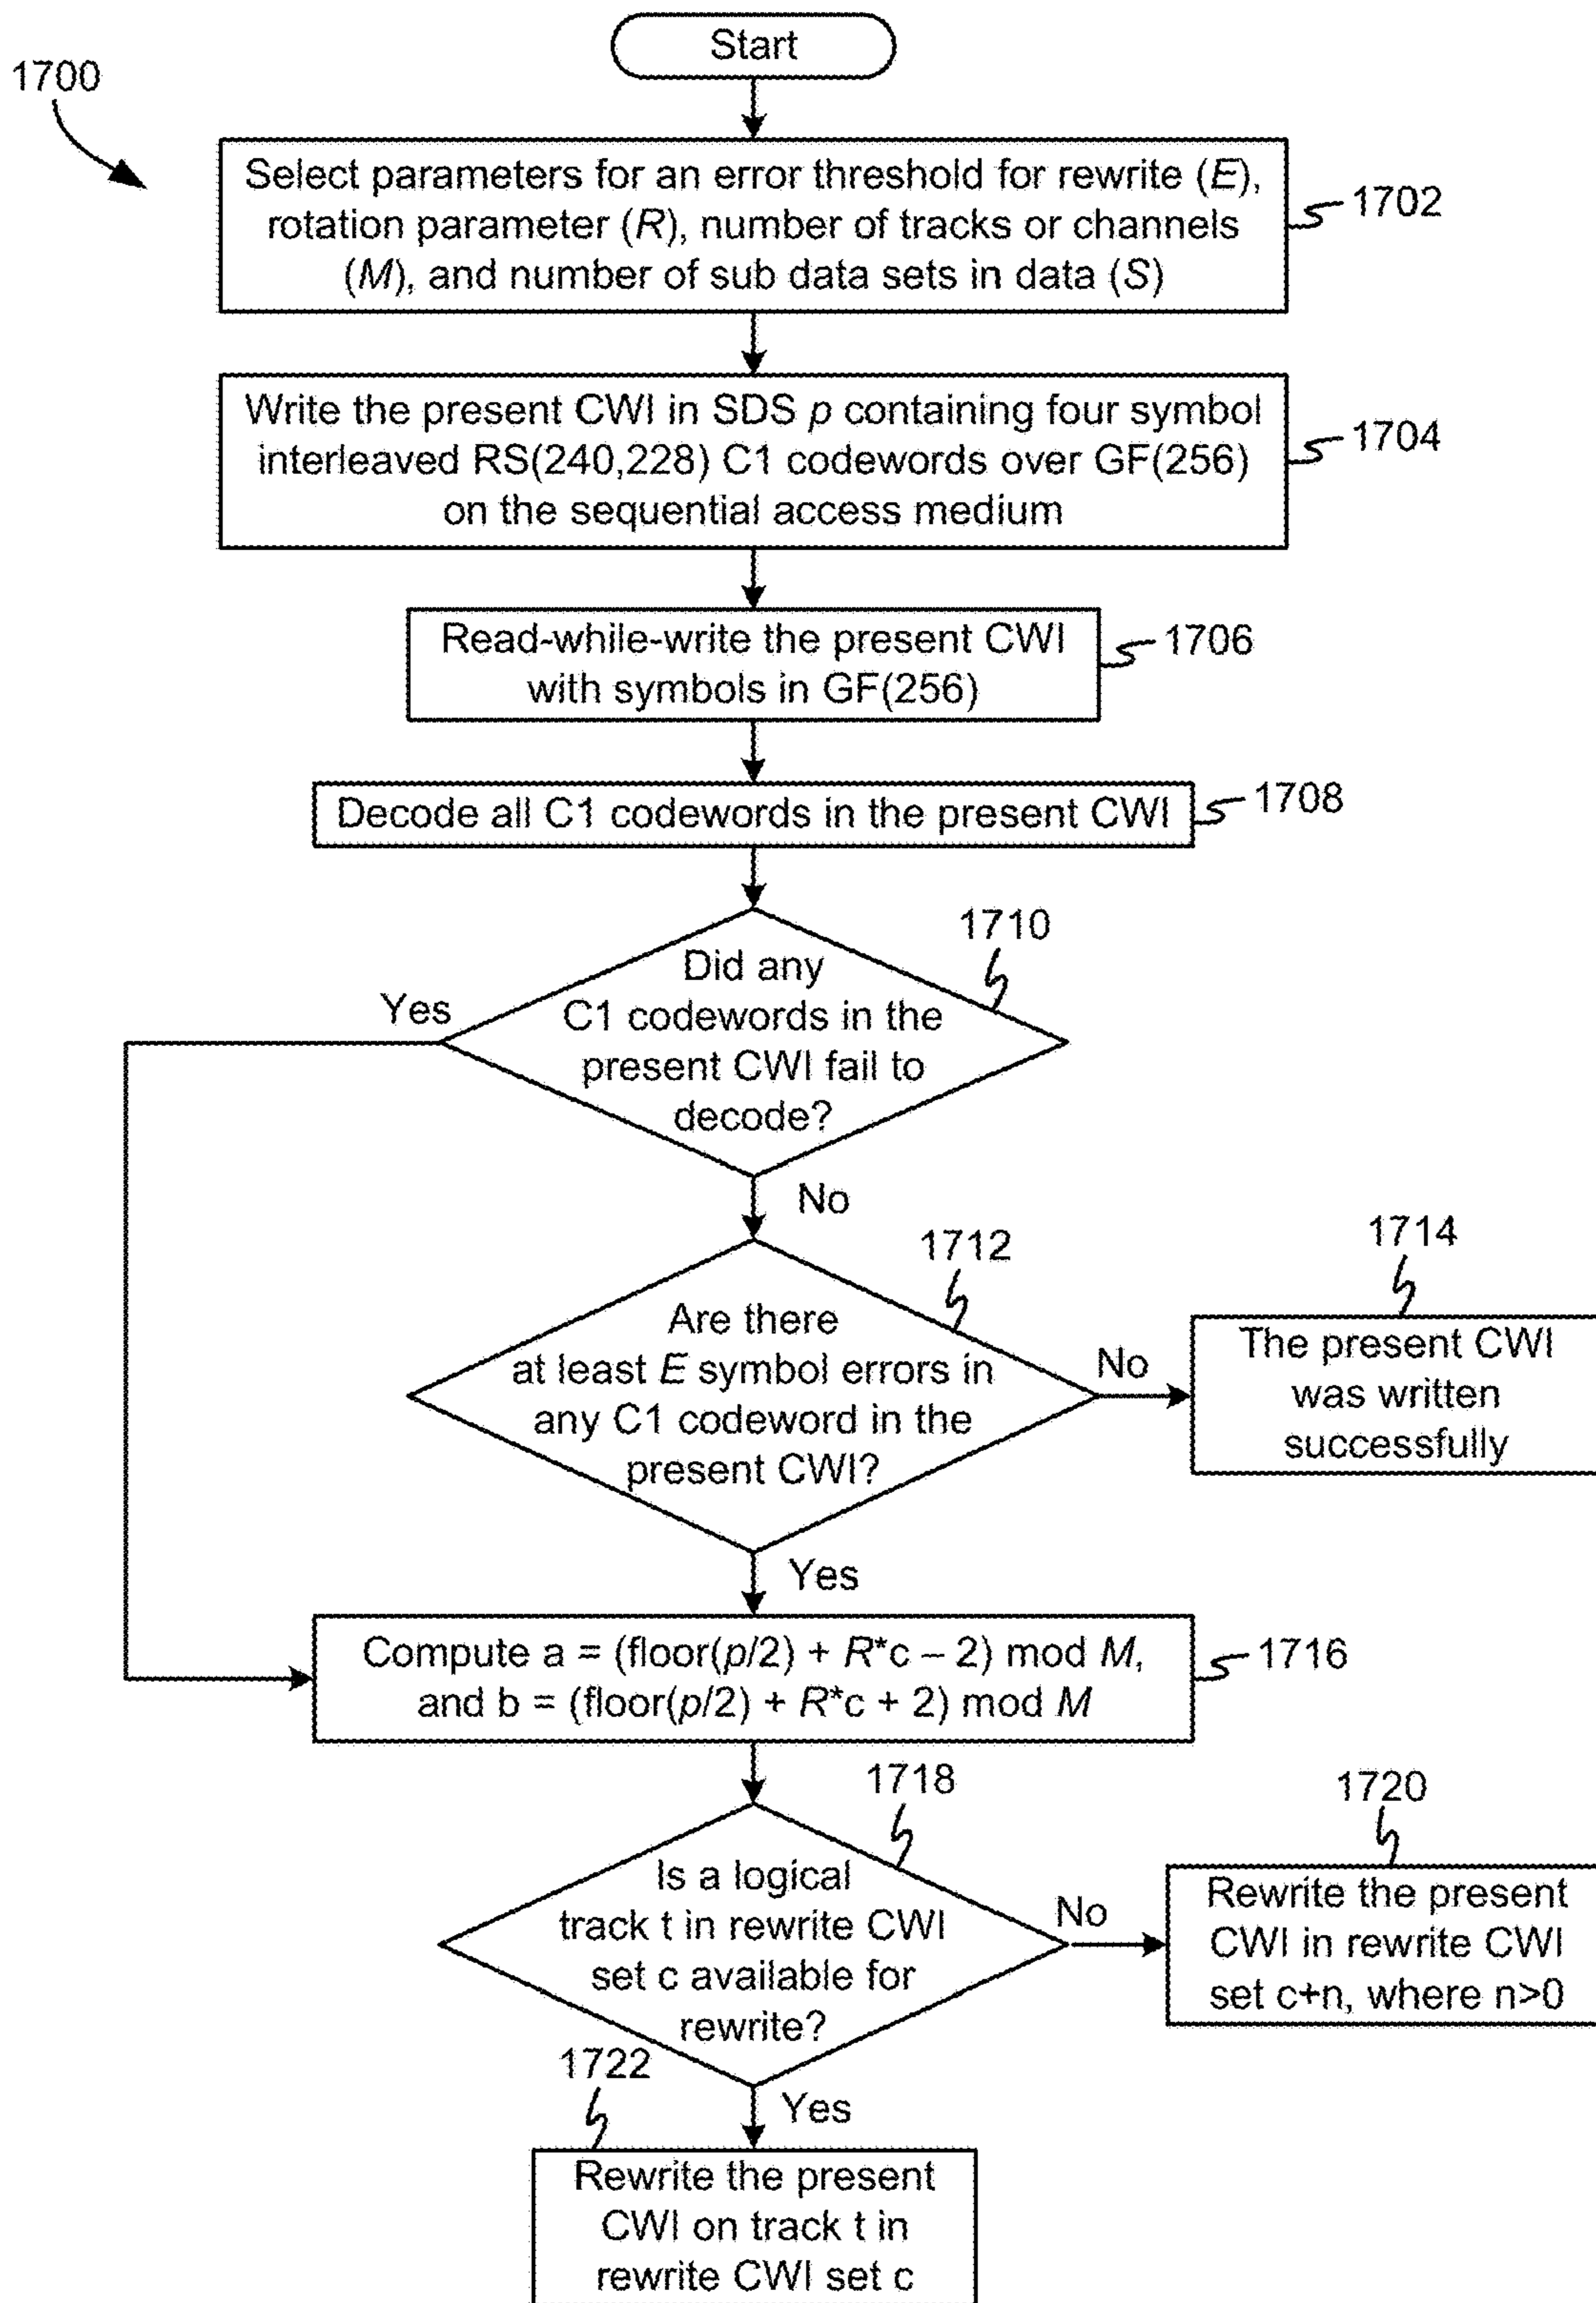 Start
1700
Select parameters for an error threshold for rewrite (E),
rotation parameter (R), number of tracks or channels
(M), and number of sub data sets in data (S)
1702
Write the present CWI in SDS p containing four symbol
interleaved RS(240,228) C1 codewords over GF(256)
on the sequential access medium
1704
Read-while-write the present CWI
with symbols in GF(256)
1706
Decode all C1 codewords in the present CWI
1708
1710
Did any
C1 codewords in the
present CWI fail to
decode?
Yes
No
1712
Are there
at least E symbol errors in
any C1 codeword in the
present CWI?
No
1714
The present CWI
was written
successfully
Yes
Compute a = (floor(p/2) + R*c – 2) mod M,
and b = (floor(p/2) + R*c + 2) mod M
1716
1718
Is a logical
track t in rewrite CWI
set c available for
rewrite?
No
1720
Rewrite the present
CWI in rewrite CWI
set c+n, where n>0
1722
Yes
Rewrite the present
CWI on track t in
rewrite CWI set c